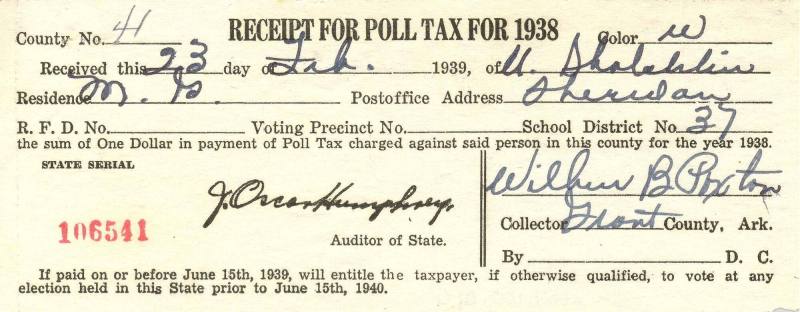 RECEIPT FOR POLL TAX FOR 1938
County No. 41 Color w
Received this 23 day of Feb. 1939, of
Residence M. Postoffice Address Sheridan
R. F. D. No. Voting Precinct No. School District No. 37
the sum of One Dollar in payment of Poll Tax charged against said person in this county for the year 1938.
STATE SERIAL
106541
J. Oscar Humphrey.
Auditor of State.
Wilbur B Paxton
Collector Grant County, Ark.
By D. C.
If paid on or before June 15th, 1939, will entitle the taxpayer, if otherwise qualified, to vote at any
election held in this State prior to June 15th, 1940.